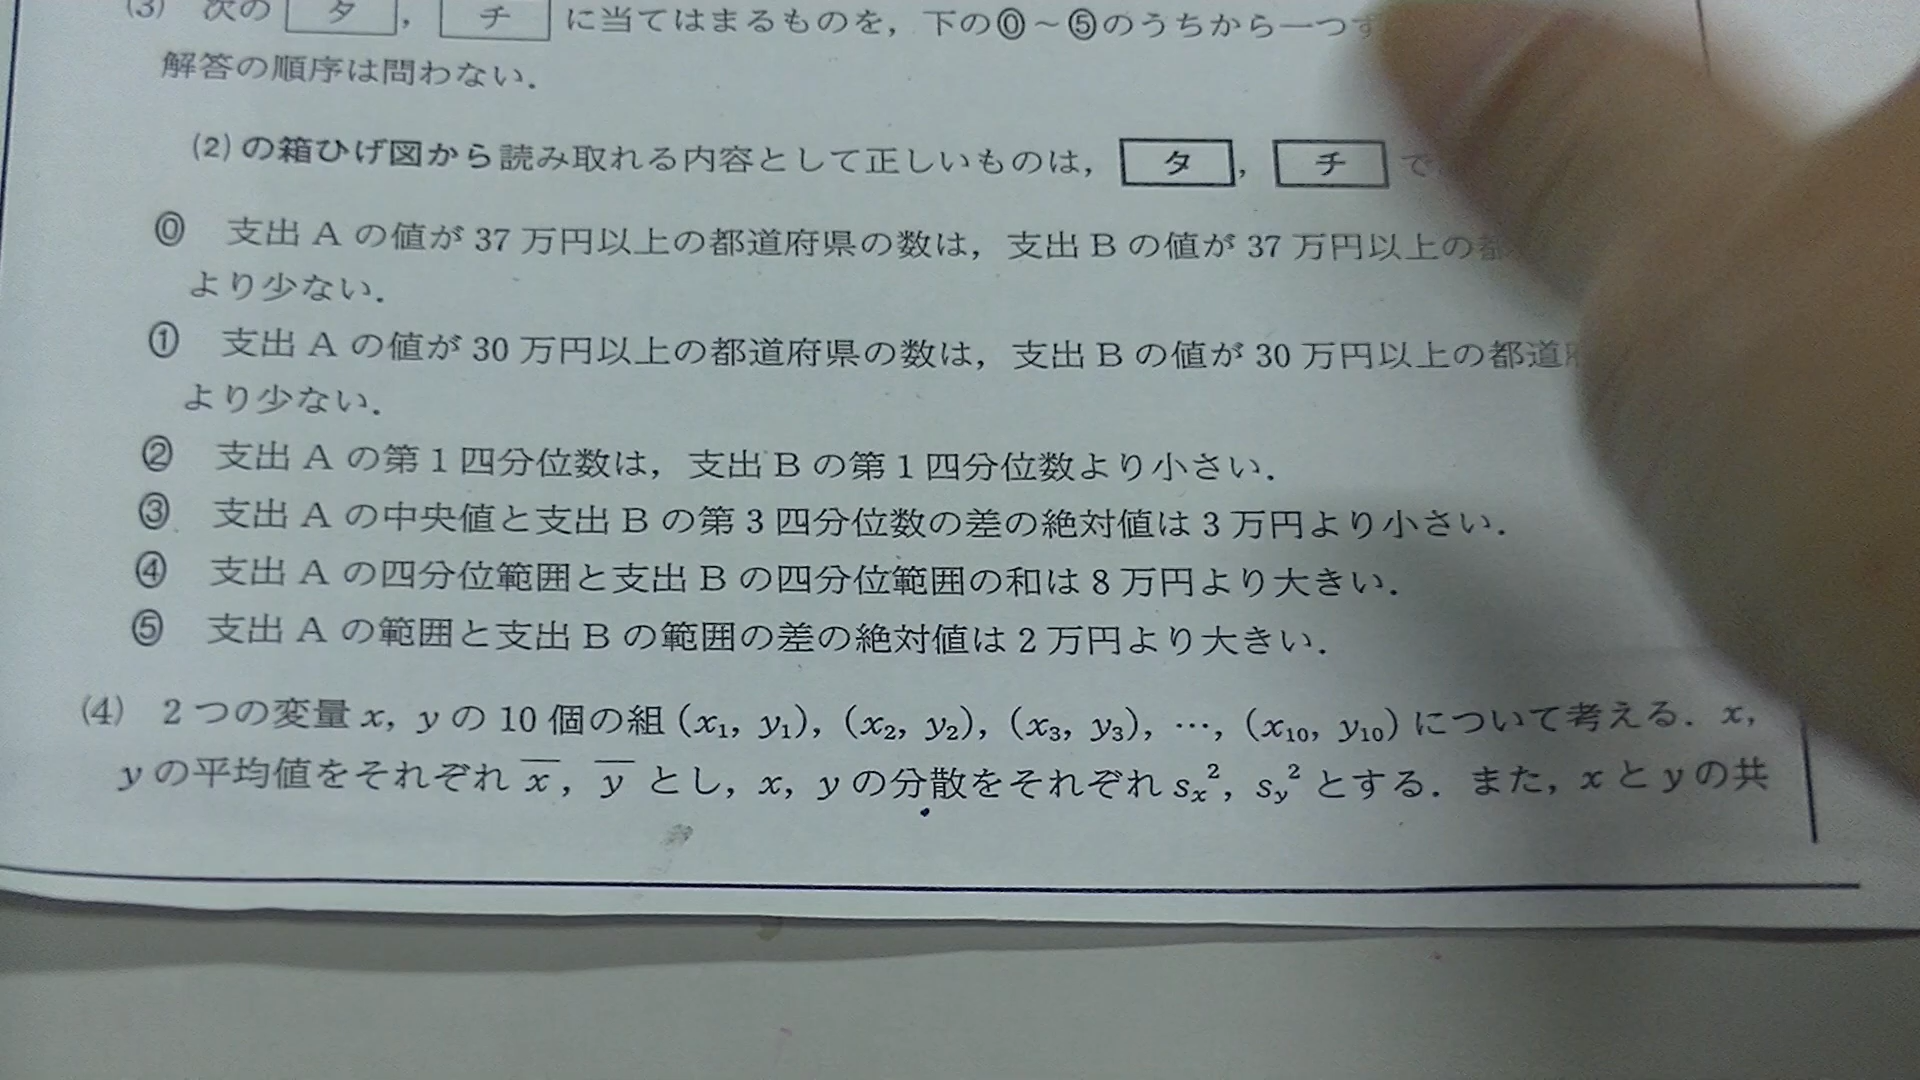 (3) 次の タ , チ に当てはまるものを, 下の⓪~⑤のうちから一つず
解答の順序は問わない.
(2)の箱ひげ図から読み取れる内容として正しいものは, タ , チ で
⓪ 支出 A の値が 37 万円以上の都道府県の数は, 支出 B の値が 37 万円以上の都
より少ない.
① 支出 A の値が 30 万円以上の都道府県の数は, 支出 B の値が 30 万円以上の都道府
より少ない.
② 支出 A の第 1 四分位数は, 支出 B の第 1 四分位数より小さい.
③ 支出 A の中央値と支出 B の第 3 四分位数の差の絶対値は 3 万円より小さい.
④ 支出 A の四分位範囲と支出 B の四分位範囲の和は 8 万円より大きい.
⑤ 支出 A の範囲と支出 B の範囲の差の絶対値は 2 万円より大きい.
(4) 2 つの変量 x, y の 10 個の組 (x₁, y₁), (x₂, y₂), (x₃, y₃), …, (x₁₀, y₁₀) について考える. x,
y の平均値をそれぞれ x̄, ȳ とし, x, y の分散をそれぞれ sₓ², sᵧ² とする. また, x と y の共